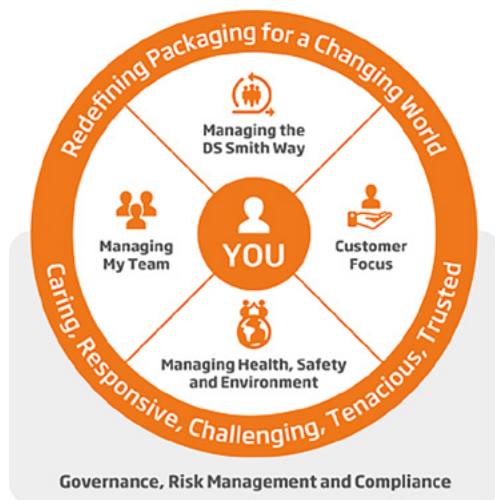 Redefining Packaging for a Changing World
Managing the
DS Smith Way
Managing
My Team
YOU
Customer
Focus
Managing Health, Safety
and Environment
Caring, Responsive, Challenging, Tenacious, Trusted
Governance, Risk Management and Compliance